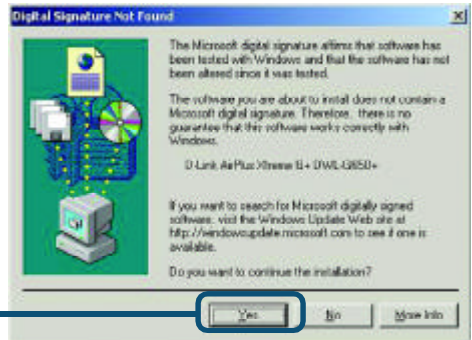 Digital Signature Not Found
The Microsoft digital signature affirms that software has
been tested with Windows and that the software has not
been altered since it was tested.
The software you are about to install does not contain a
Microsoft digital signature. Therefore, there is no
guarantee that this software works correctly with
Windows.
D-Link AirPlus Xtreme G+ DWL-G650+
If you want to search for Microsoft digitally signed
software, visit the Windows Update Web site at
http://windowsupdate.microsoft.com to see if one is
available.
Do you want to continue the installation?
Yes No More Info